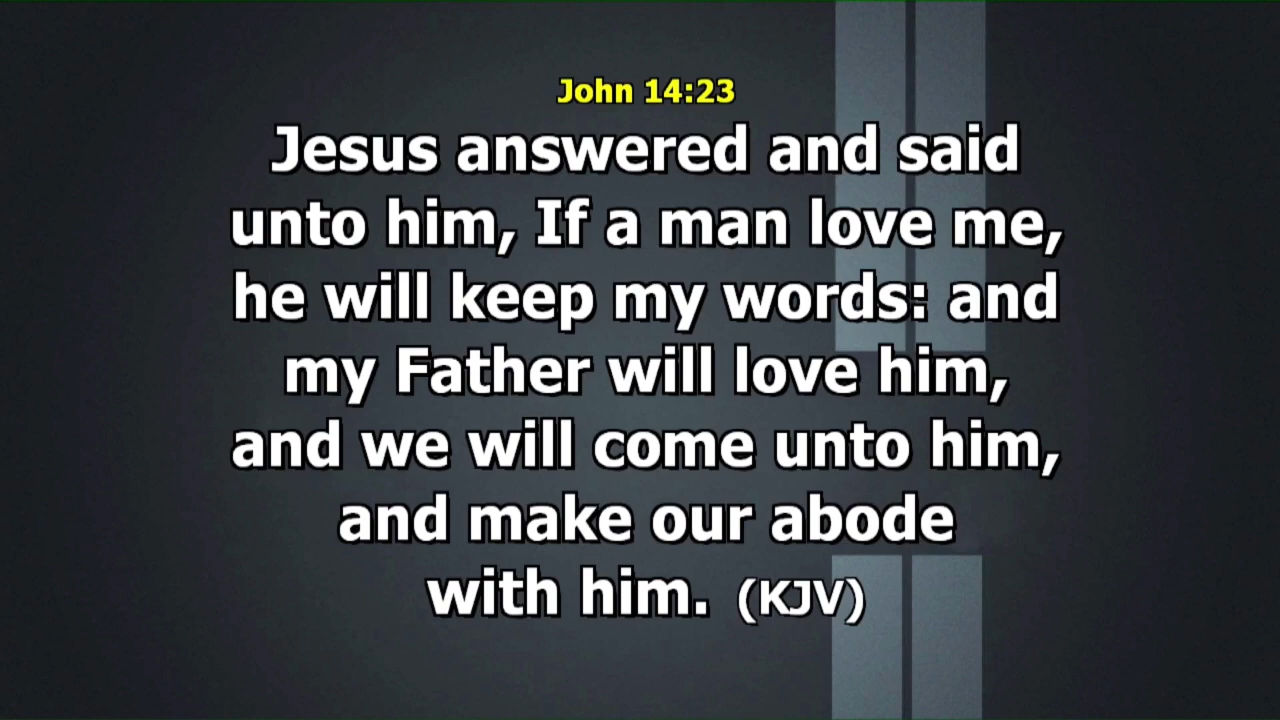 John 14:23
Jesus answered and said
unto him, If a man love me,
he will keep my words: and
my Father will love him,
and we will come unto him,
and make our abode
with him. (KJV)